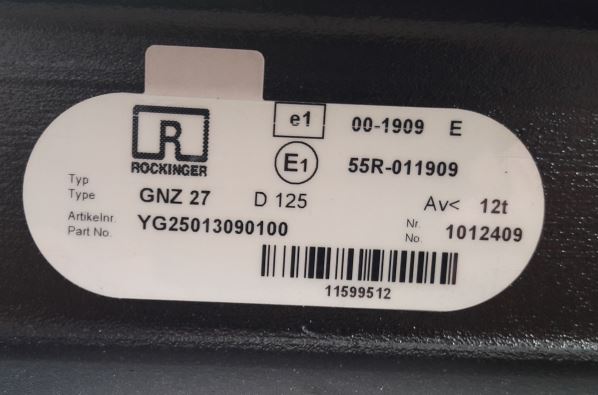 R
ROCKINGER
e1 00-1909 E
E1 55R-011909
Typ
Type GNZ 27 D 125 Av< 12t
Artikelnr.
Part No. YG25013090100
Nr.
No. 1012409
11599512